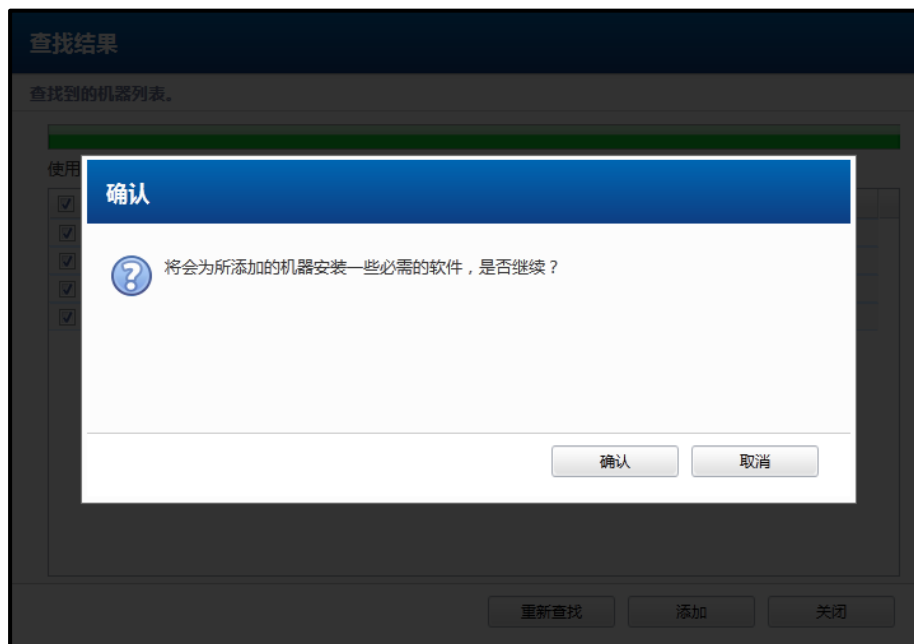 查找结果
查找到的机器列表。
使用
确认
将会为所添加的机器安装一些必需的软件，是否继续？
确认
取消
重新查找
添加
关闭